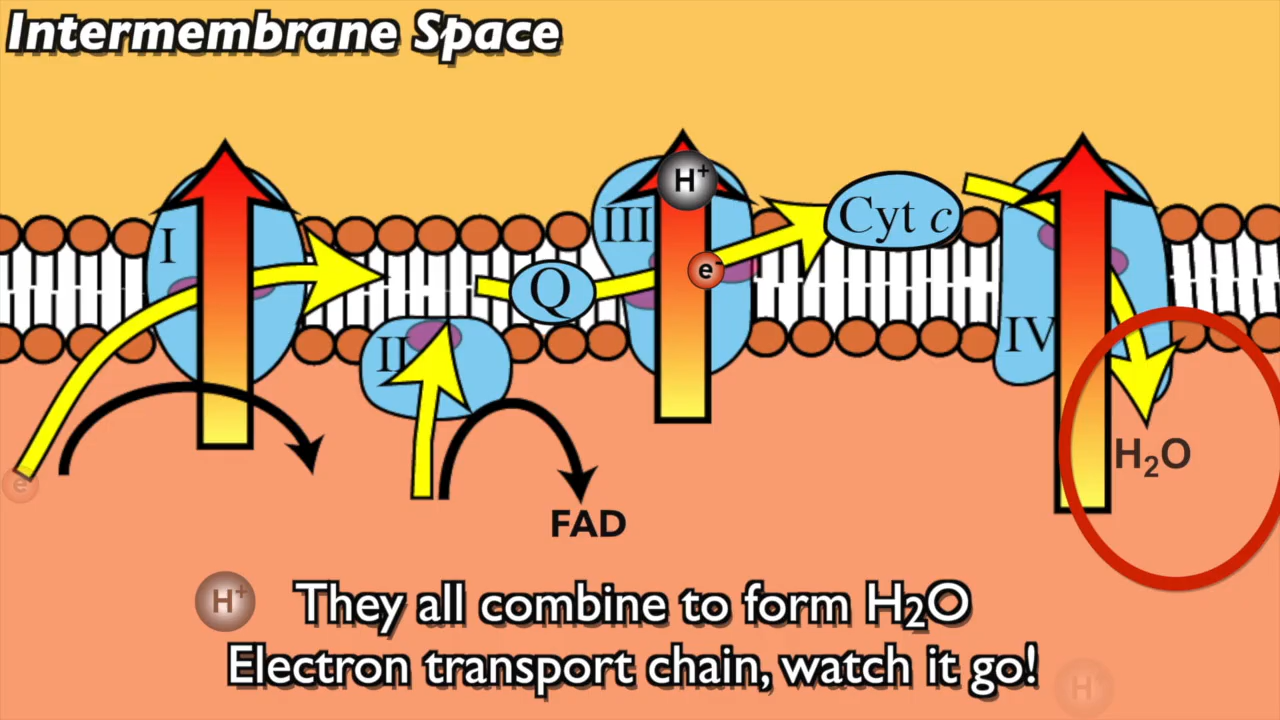 Intermembrane Space
H+
III
I
Cyt c
e-
Q
IV
II
H2O
e-
FAD
H+
They all combine to form H2O
Electron transport chain, watch it go!
H+